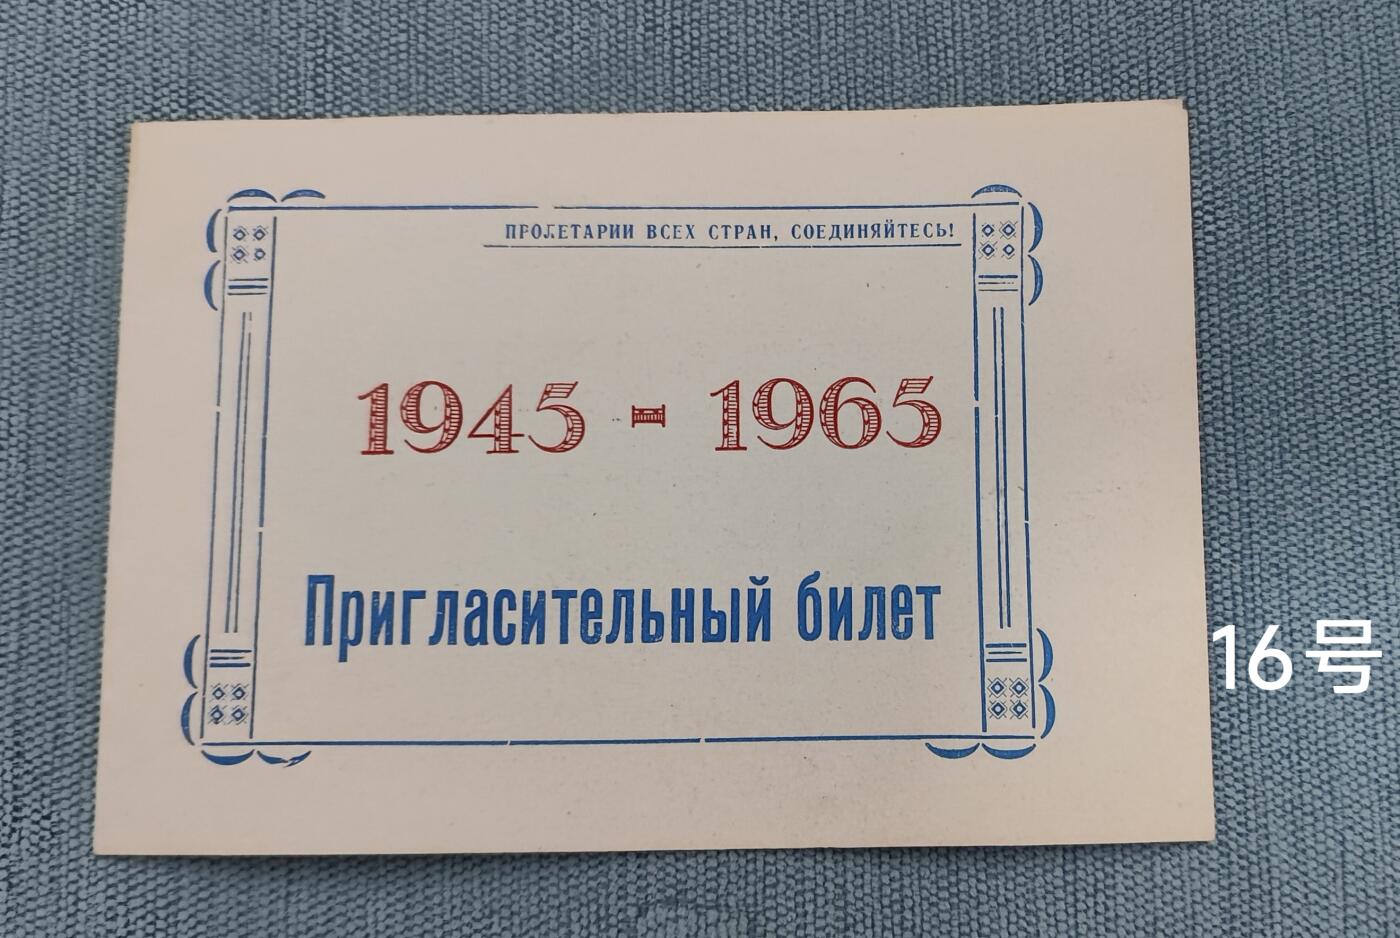 ПРОЛЕТАРИИ ВСЕХ СТРАН, СОЕДИНЯЙТЕСЬ!
1945 - 1965
Пригласительный билет
16号